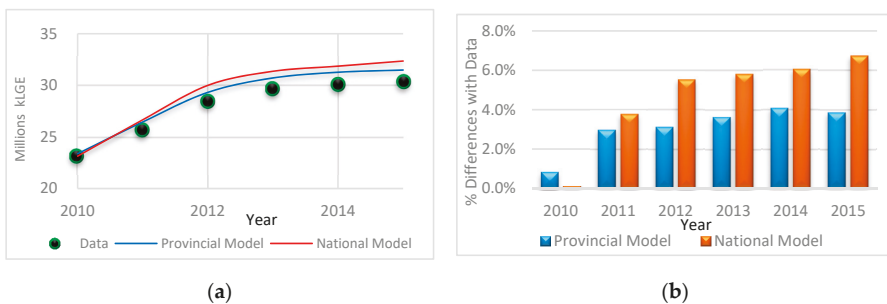 35
30
25
20
Millions kLGE
2010 2012 2014
Year
Data Provincial Model National Model
(a)
8.0%
6.0%
4.0%
2.0%
0.0%
% Differences with Data
2010 2011 2012 2013 2014 2015
Year
Provincial Model National Model
(b)